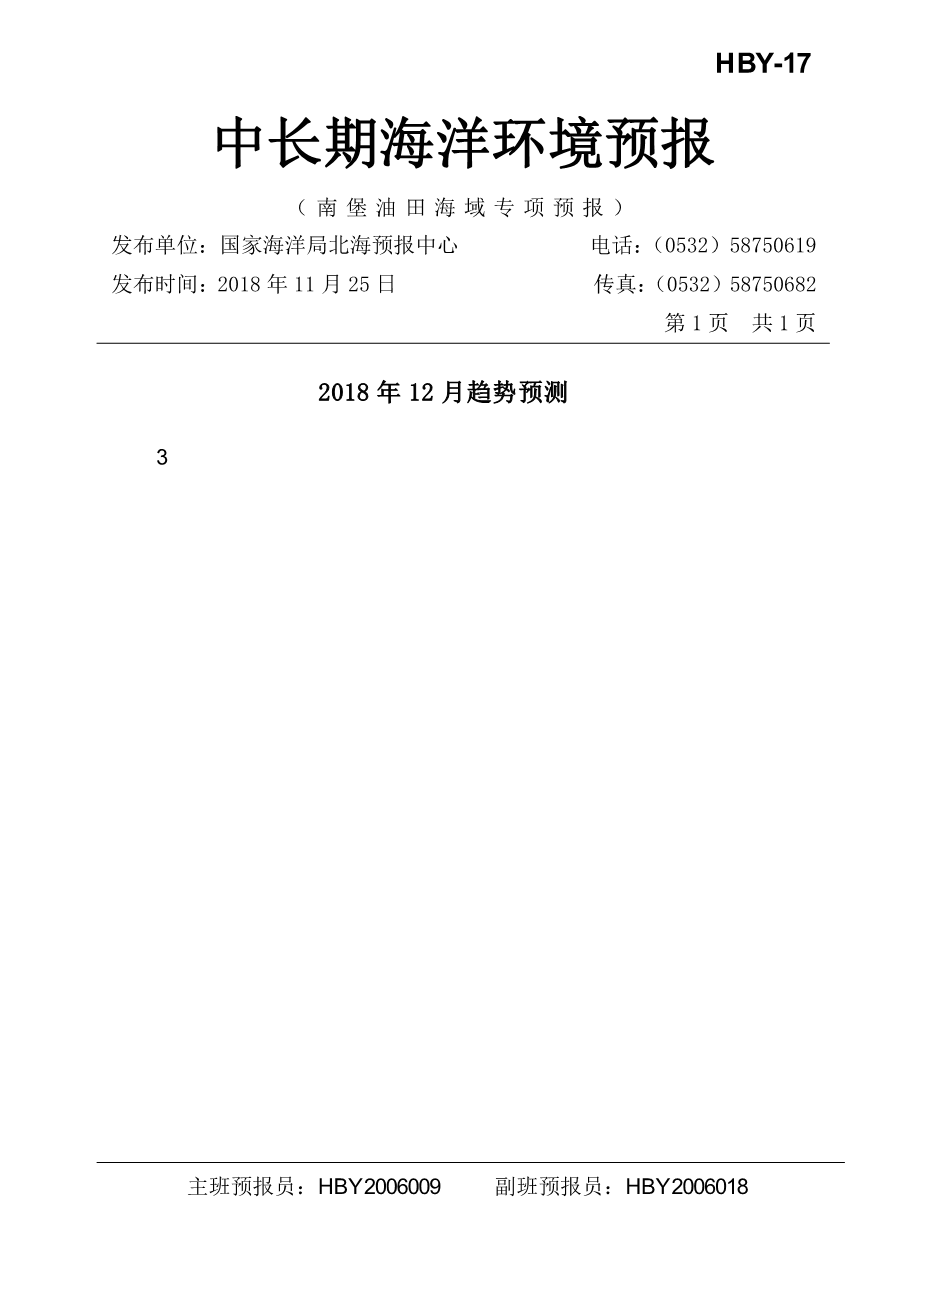 HBY-17
中长期海洋环境预报
（南堡油田海域专项预报）
发布单位：国家海洋局北海预报中心 电话：（0532）58750619
发布时间：2018 年 11 月 25 日 传真：（0532）58750682
第 1 页 共 1 页
2018 年 12 月趋势预测
3
主班预报员：HBY2006009 副班预报员：HBY2006018